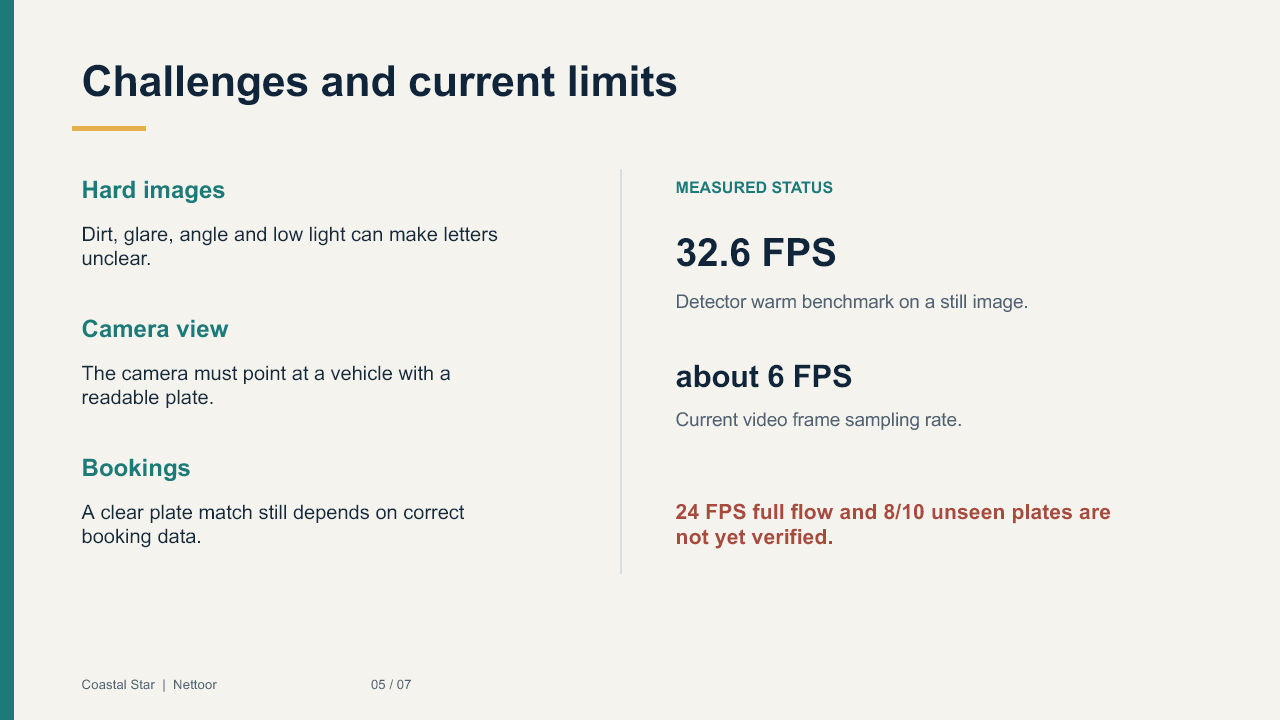 Challenges and current limits
Hard images
Dirt, glare, angle and low light can make letters
unclear.
Camera view
The camera must point at a vehicle with a
readable plate.
Bookings
A clear plate match still depends on correct
booking data.
MEASURED STATUS
32.6 FPS
Detector warm benchmark on a still image.
about 6 FPS
Current video frame sampling rate.
24 FPS full flow and 8/10 unseen plates are
not yet verified.
Coastal Star | Nettoor
05 / 07